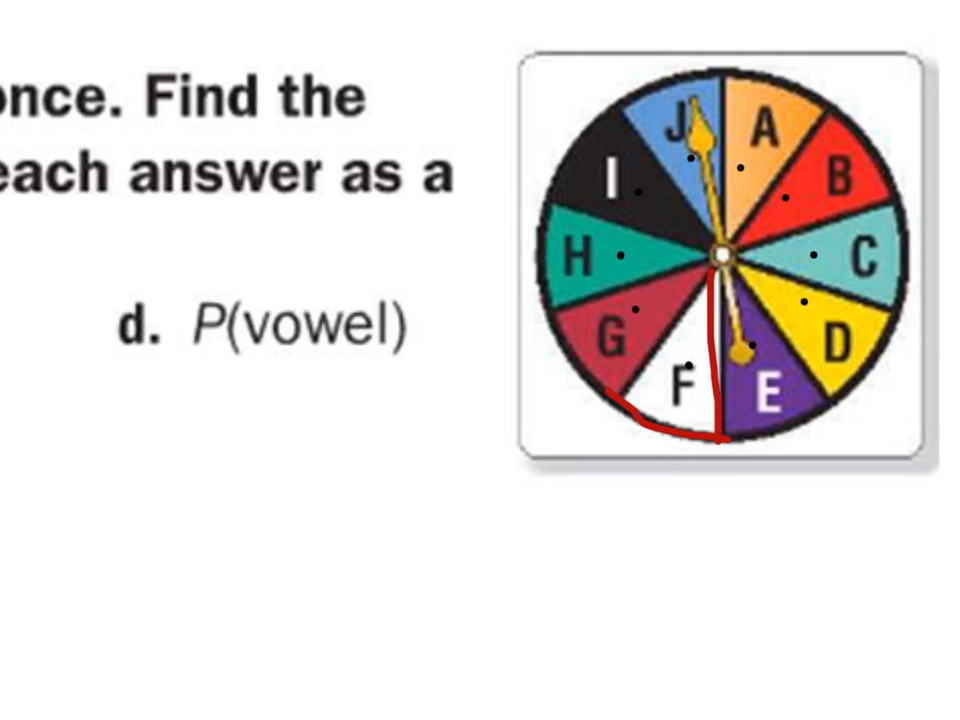 once. Find the
each answer as a
d. P(vowel)
J A
I B
H C
G D
F E